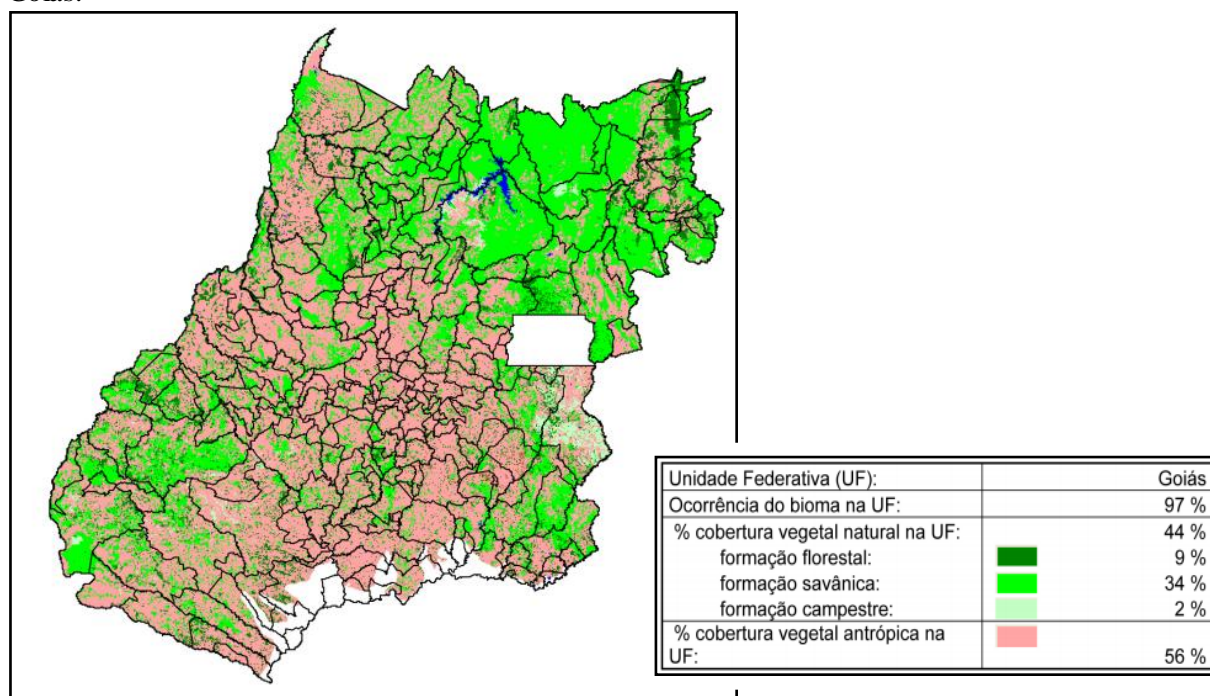 Goiás.
Unidade Federativa (UF): Goiás
Ocorrência do bioma na UF: 97 %
% cobertura vegetal natural na UF: 44 %
formação florestal: 9 %
formação savânica: 34 %
formação campestre: 2 %
% cobertura vegetal antrópica na
UF: 56 %